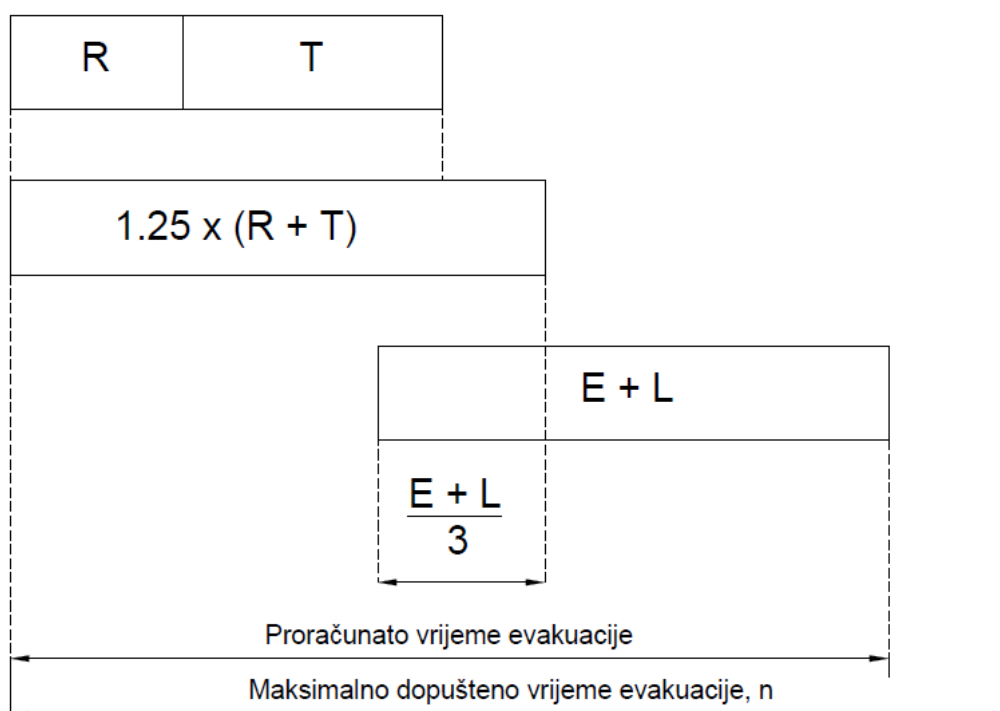 R T
1.25 x (R + T)
E + L
E + L
3
Proračunato vrijeme evakuacije
Maksimalno dopušteno vrijeme evakuacije, n